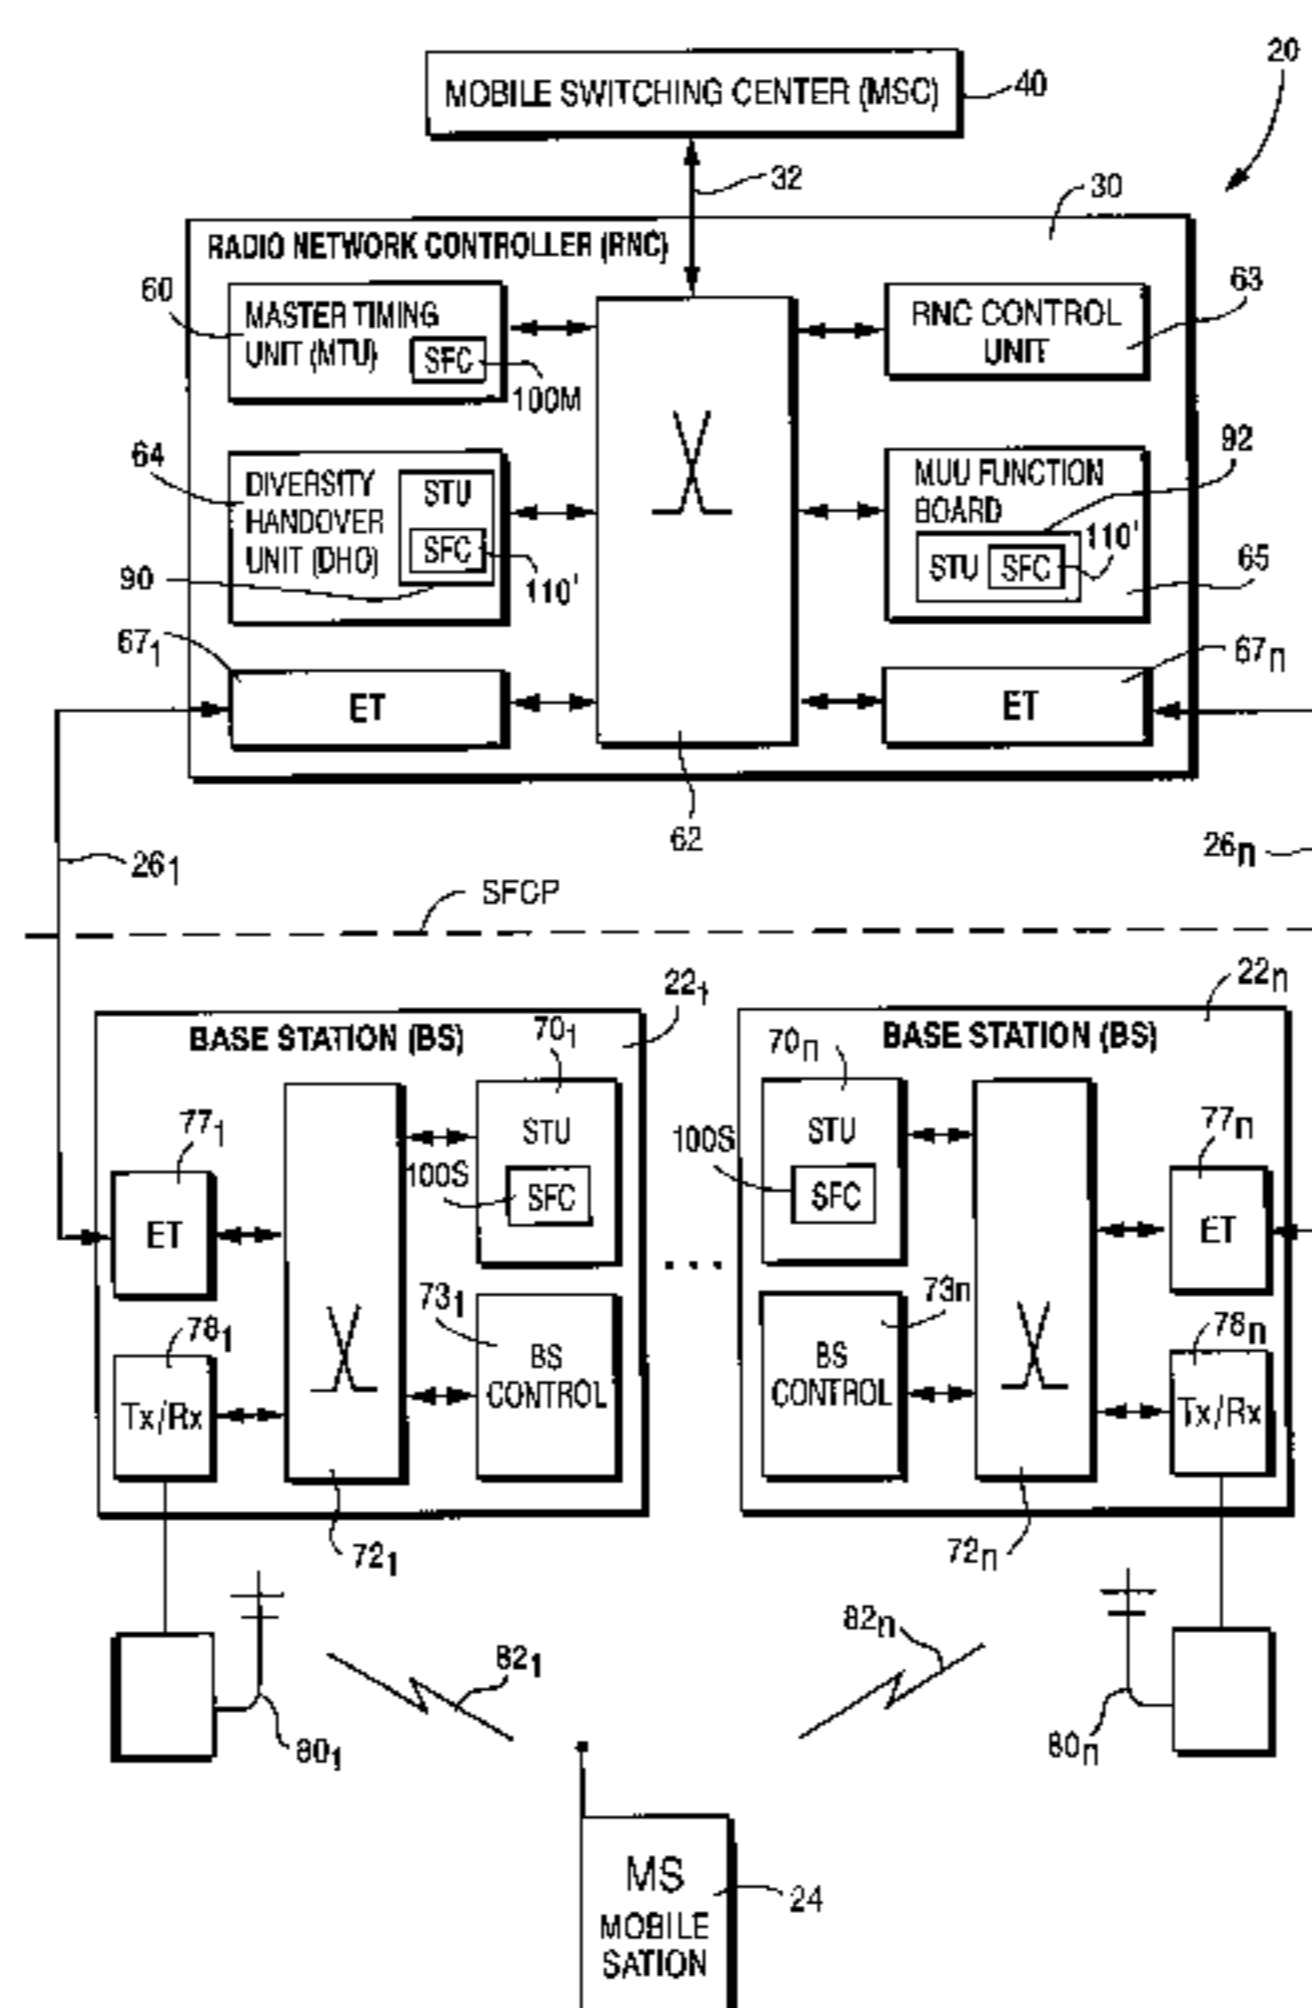 20
MOBILE SWITCHING CENTER (MSC)
40
32
30
RADIO NETWORK CONTROLLER (RNC)
60
MASTER TIMING
UNIT (MTU)
SFC
100M
RNC CONTROL
UNIT
63
64
DIVERSITY
HANDOVER
UNIT (DHO)
STU
SFC
110'
90
92
MUU FUNCTION
BOARD
STU
SFC
110'
65
67₁
ET
67n
ET
62
26₁
26n
SFCP
22₁
BASE STATION (BS)
70₁
77₁
STU
100S
SFC
ET
73₁
78₁
BS
CONTROL
Tx/Rx
72₁
. . .
22n
BASE STATION (BS)
70n
STU
77n
100S
SFC
ET
73n
78n
BS
CONTROL
Tx/Rx
72n
82₁
82n
80₁
80n
MS
MOBILE
SATION
24